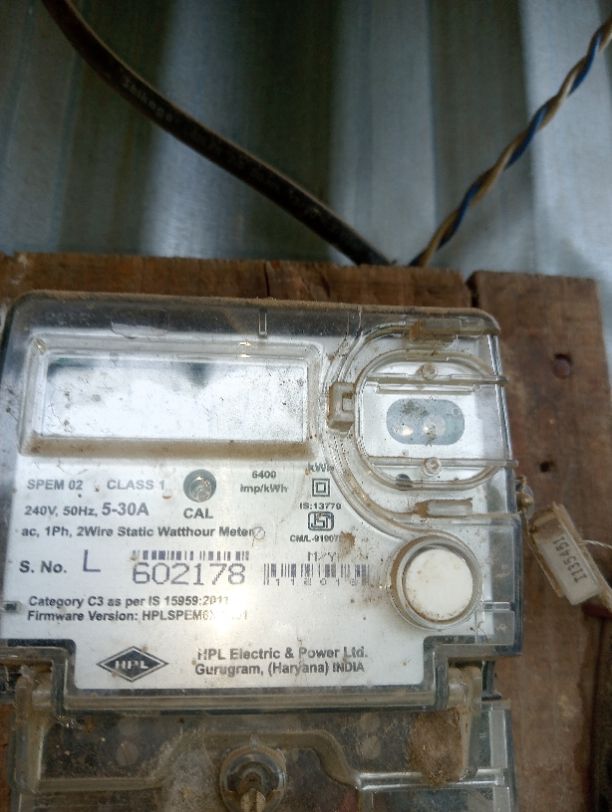 SPEM 02 CLASS 1
240V, 50Hz, 5-30A
CAL
6400
imp/kWh
kWh
IS:13779
ac, 1Ph, 2Wire Static Watthour Meter
S. No. L 602178
M/Y
Category C3 as per IS 15959:2011
Firmware Version:
HPL
HPL Electric & Power Ltd.
Gurugram, (Haryana) INDIA
1135451